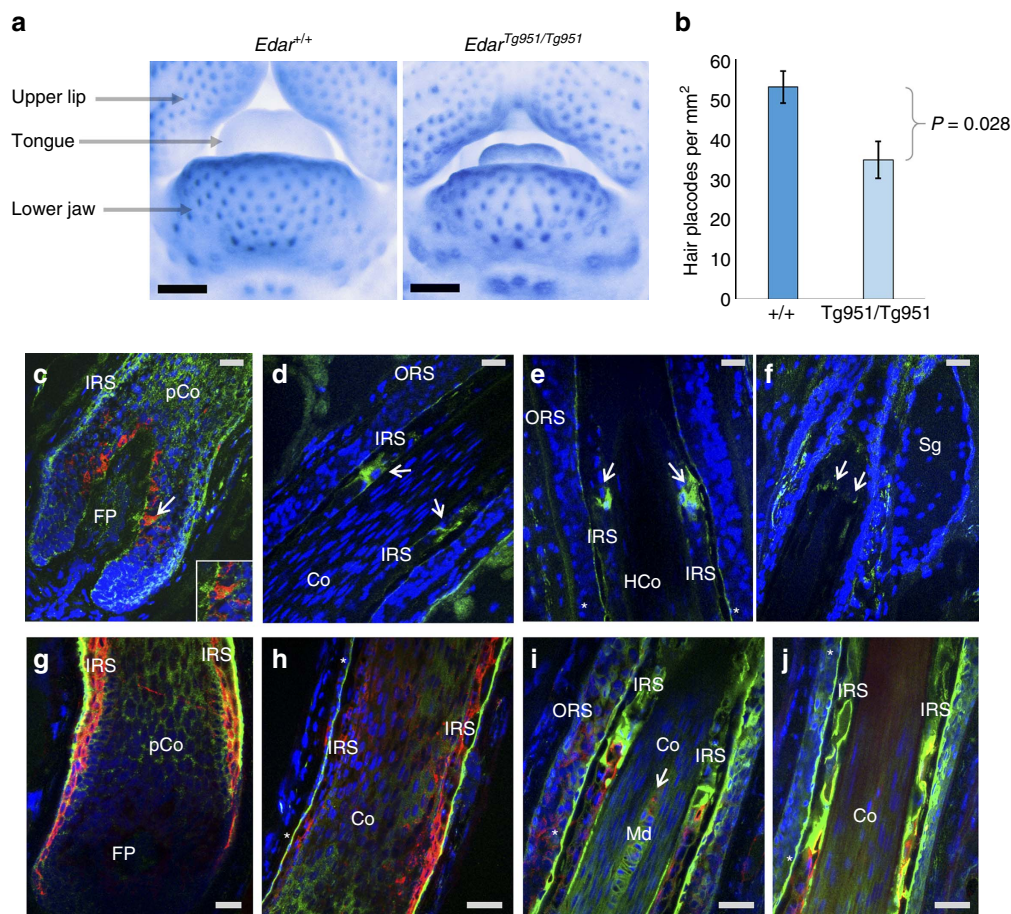 a
Edar+/+
EdarTg951/Tg951
Upper lip
Tongue
Lower jaw
b
Hair placodes per mm2
60
50
40
30
20
10
0
P = 0.028
+/+
Tg951/Tg951
c
IRS
pCo
FP
d
ORS
IRS
IRS
Co
e
ORS
IRS
HCo
IRS
*
*
f
Sg
g
IRS
IRS
pCo
FP
h
*
IRS
IRS
Co
*
i
IRS
ORS
Co
IRS
Md
*
j
*
IRS
IRS
Co
*